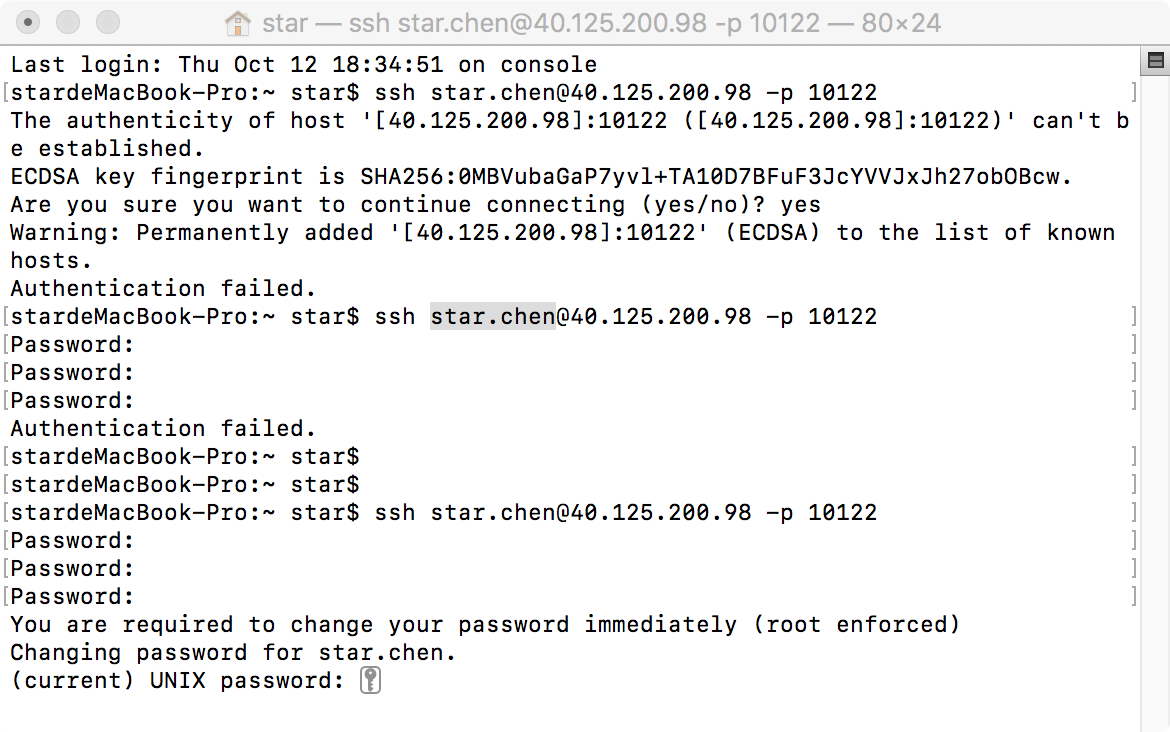 star — ssh star.chen@40.125.200.98 -p 10122 — 80×24
Last login: Thu Oct 12 18:34:51 on console
[stardeMacBook-Pro:~ star$ ssh star.chen@40.125.200.98 -p 10122 ]
The authenticity of host '[40.125.200.98]:10122 ([40.125.200.98]:10122)' can't b
e established.
ECDSA key fingerprint is SHA256:0MBVubaGaP7yvl+TA10D7BFuF3JcYVVJxJh27obOBcw.
Are you sure you want to continue connecting (yes/no)? yes
Warning: Permanently added '[40.125.200.98]:10122' (ECDSA) to the list of known
hosts.
Authentication failed.
[stardeMacBook-Pro:~ star$ ssh star.chen@40.125.200.98 -p 10122 ]
[Password: ]
[Password: ]
[Password: ]
Authentication failed.
[stardeMacBook-Pro:~ star$ ]
[stardeMacBook-Pro:~ star$ ]
[stardeMacBook-Pro:~ star$ ssh star.chen@40.125.200.98 -p 10122 ]
[Password: ]
[Password: ]
[Password: ]
You are required to change your password immediately (root enforced)
Changing password for star.chen.
(current) UNIX password: